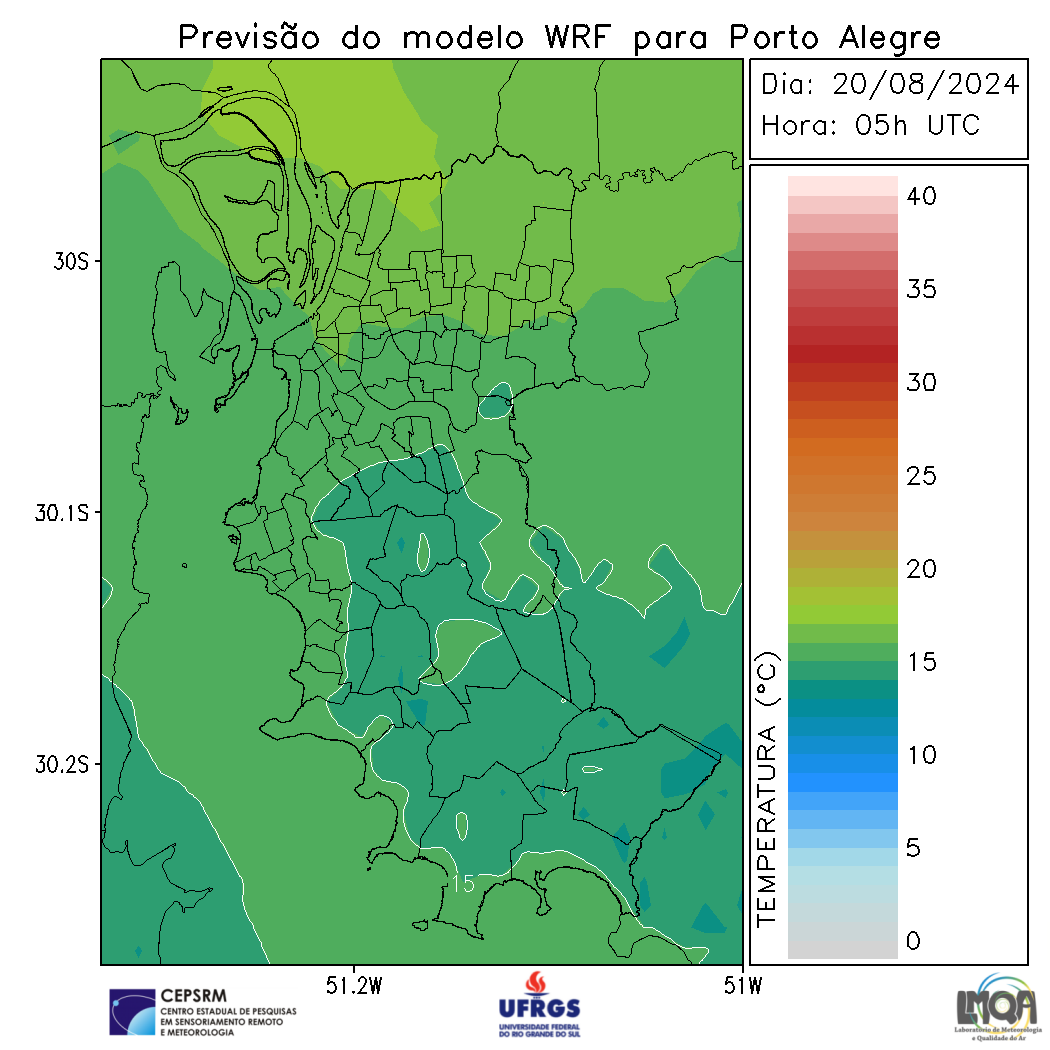 Previsão do modelo WRF para Porto Alegre
Dia: 20/08/2024
Hora: 05h UTC
40
35
30
25
20
15
10
5
0
TEMPERATURA (°C)
30S
30.1S
30.2S
15
51.2W
51W
CEPSRM
CENTRO ESTADUAL DE PESQUISAS
EM SENSORIAMENTO REMOTO
E METEOROLOGIA
UFRGS
UNIVERSIDADE FEDERAL
DO RIO GRANDE DO SUL
LMQA
Laboratório de Meteorologia
e Qualidade do Ar